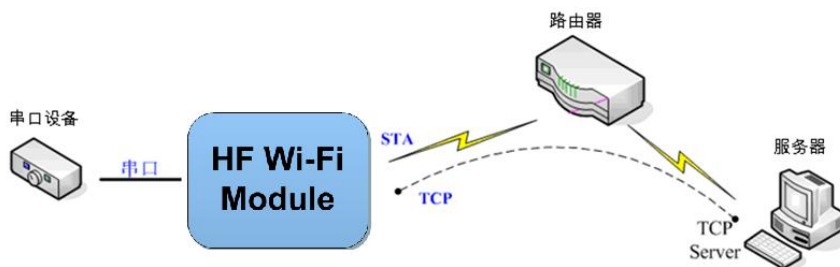 路由器
串口设备
串口
HF Wi-Fi
Module
STA
TCP
服务器
TCP
Server